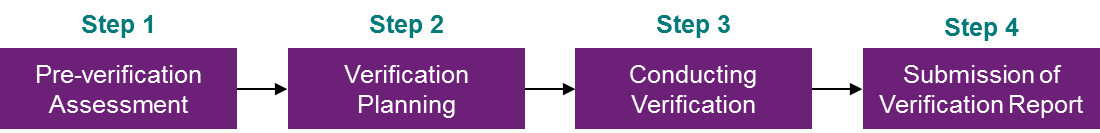 Step 1
Pre-verification
Assessment
Step 2
Verification
Planning
Step 3
Conducting
Verification
Step 4
Submission of
Verification Report